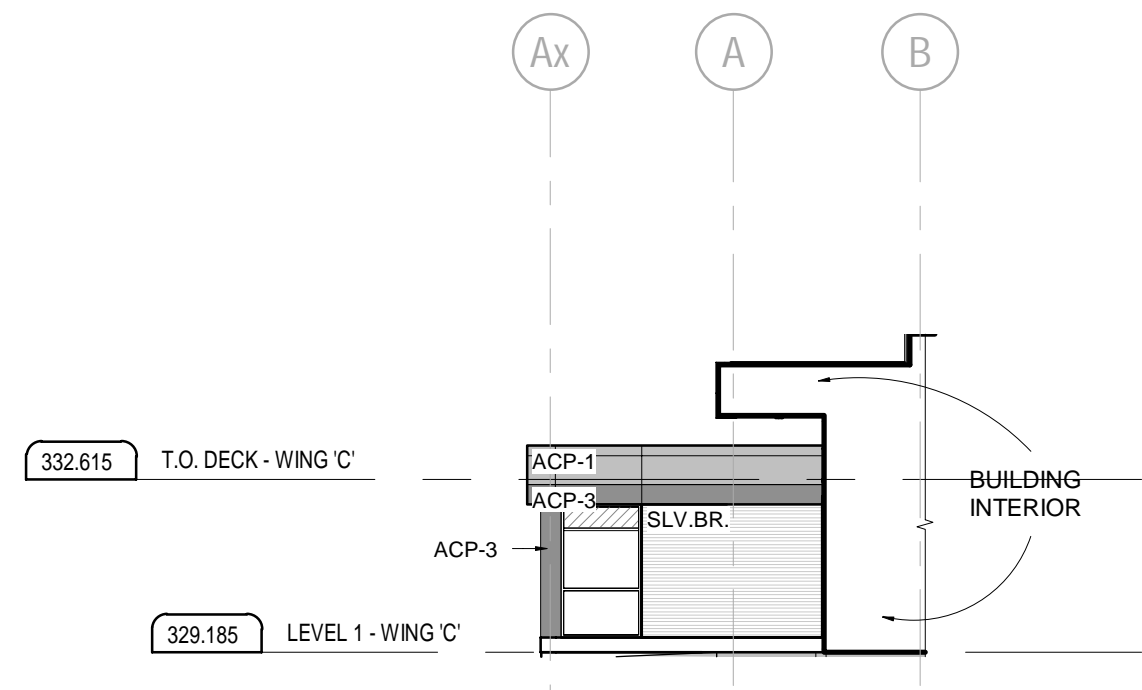 Ax
A
B
332.615
T.O. DECK - WING 'C'
ACP-1
ACP-3
SLV.BR.
BUILDING
INTERIOR
ACP-3
329.185
LEVEL 1 - WING 'C'